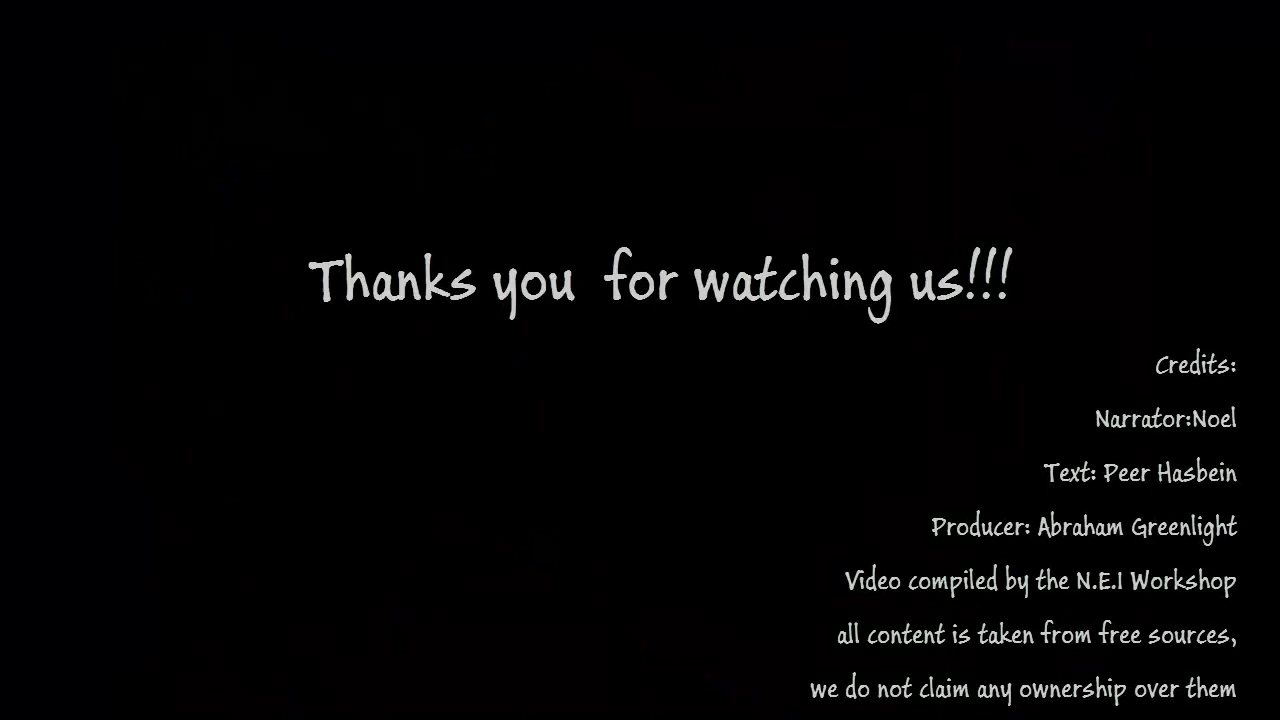 Thanks you for watching us!!!
Credits:
Narrator:Noel
Text: Peer Hasbein
Producer: Abraham Greenlight
Video compiled by the N.E.I Workshop
all content is taken from free sources,
we do not claim any ownership over them